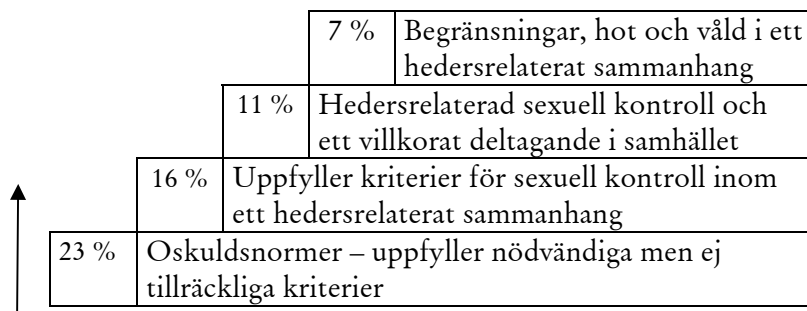 7 % Begränsningar, hot och våld i ett
hedersrelaterat sammanhang
11 % Hedersrelaterad sexuell kontroll och
ett villkorat deltagande i samhället
16 % Uppfyller kriterier för sexuell kontroll inom
ett hedersrelaterat sammanhang
23 % Oskuldsnormer – uppfyller nödvändiga men ej
tillräckliga kriterier